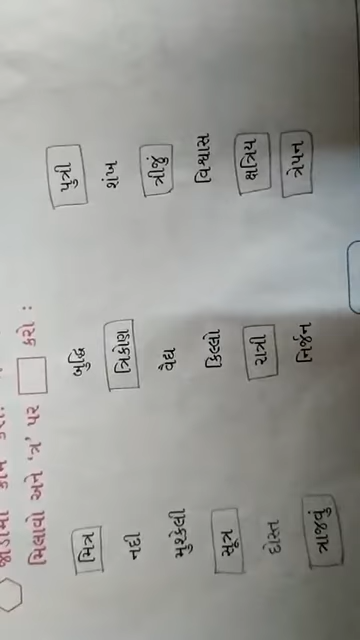 મિલાવો અને 'ત્ર' પર કરો :
મિત્ર બુદ્ધિ પુત્રી
નદી ત્રિકોણ શંખ
મુશ્કેલી વૈદ્ય ત્રીજું
સૂત્ર કિલ્લો વિશ્વાસ
દોસ્ત રાત્રી ક્ષત્રિય
ત્રાજવું નિર્જન ત્રેપન